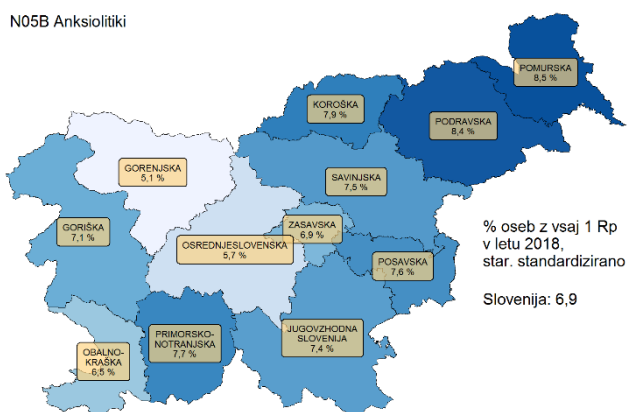 N05B Anksiolitiki
POMURSKA
8,5 %
KOROŠKA
7,9 %
PODRAVSKA
8,4 %
GORENJSKA
5,1 %
SAVINJSKA
7,5 %
GORIŠKA
7,1 %
ZASAVSKA
6,9 %
OSREDNJESLOVENSKA
5,7 %
POSAVSKA
7,6 %
% oseb z vsaj 1 Rp
v letu 2018,
star. standardizirano
Slovenija: 6,9
PRIMORSKO-
NOTRANJSKA
7,7 %
JUGOVZHODNA
SLOVENIJA
7,4 %
OBALNO-
KRAŠKA
6,5 %